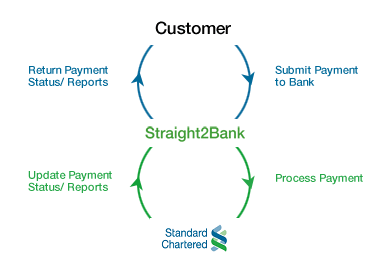 Customer
Return Payment
Status/ Reports
Submit Payment
to Bank
Straight2Bank
Update Payment
Status/ Reports
Process Payment
Standard
Chartered